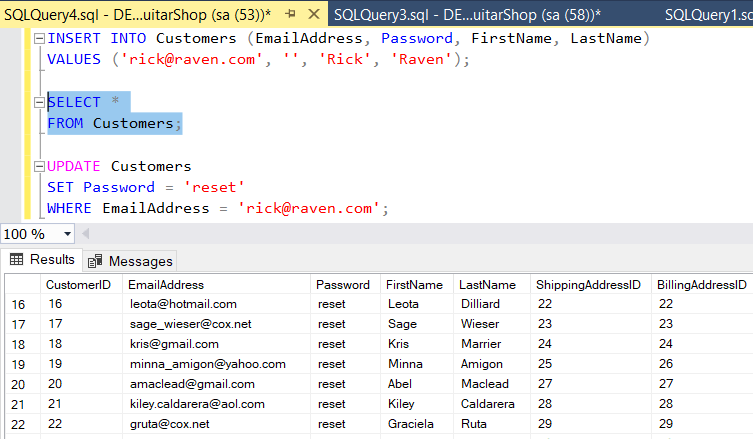 SQLQuery4.sql - DE...uitarShop (sa (53))* SQLQuery3.sql - DE...uitarShop (sa (58))* SQLQuery1.sq
INSERT INTO Customers (EmailAddress, Password, FirstName, LastName)
VALUES ('rick@raven.com', '', 'Rick', 'Raven');
SELECT *
FROM Customers;
UPDATE Customers
SET Password = 'reset'
WHERE EmailAddress = 'rick@raven.com';
100 %
Results Messages
CustomerID EmailAddress Password FirstName LastName ShippingAddressID BillingAddressID
16 16 leota@hotmail.com reset Leota Dilliard 22 22
17 17 sage_wieser@cox.net reset Sage Wieser 23 23
18 18 kris@gmail.com reset Kris Marrier 24 24
19 19 minna_amigon@yahoo.com reset Minna Amigon 25 26
20 20 amaclead@gmail.com reset Abel Maclead 27 27
21 21 kiley.caldarera@aol.com reset Kiley Caldarera 28 28
22 22 gruta@cox.net reset Graciela Ruta 29 29